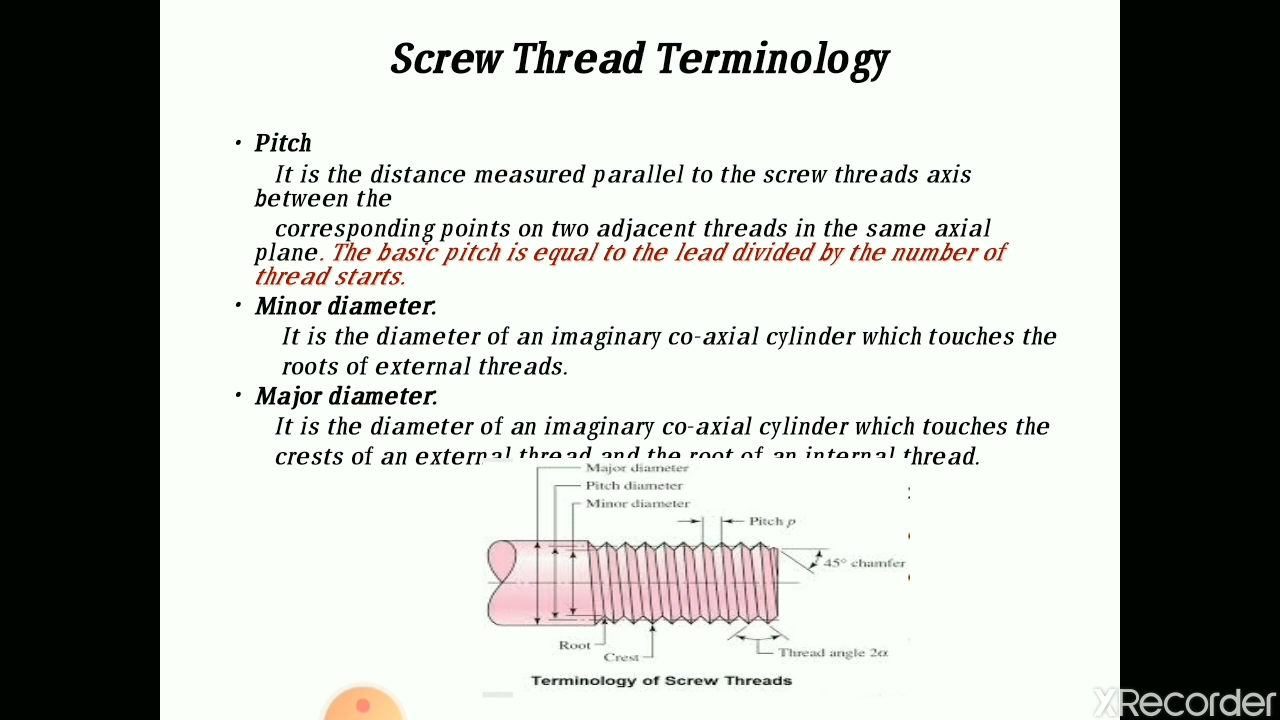 Screw Thread Terminology
• Pitch
It is the distance measured parallel to the screw threads axis
between the
corresponding points on two adjacent threads in the same axial
plane. The basic pitch is equal to the lead divided by the number of
thread starts.
• Minor diameter.
It is the diameter of an imaginary co-axial cylinder which touches the
roots of external threads.
• Major diameter.
It is the diameter of an imaginary co-axial cylinder which touches the
crests of an external thread and the root of an internal thread.
Major diameter
Pitch diameter
Minor diameter
Pitch p
45° chamfer
Root
Crest
Thread angle 2α
Terminology of Screw Threads
XRecorder